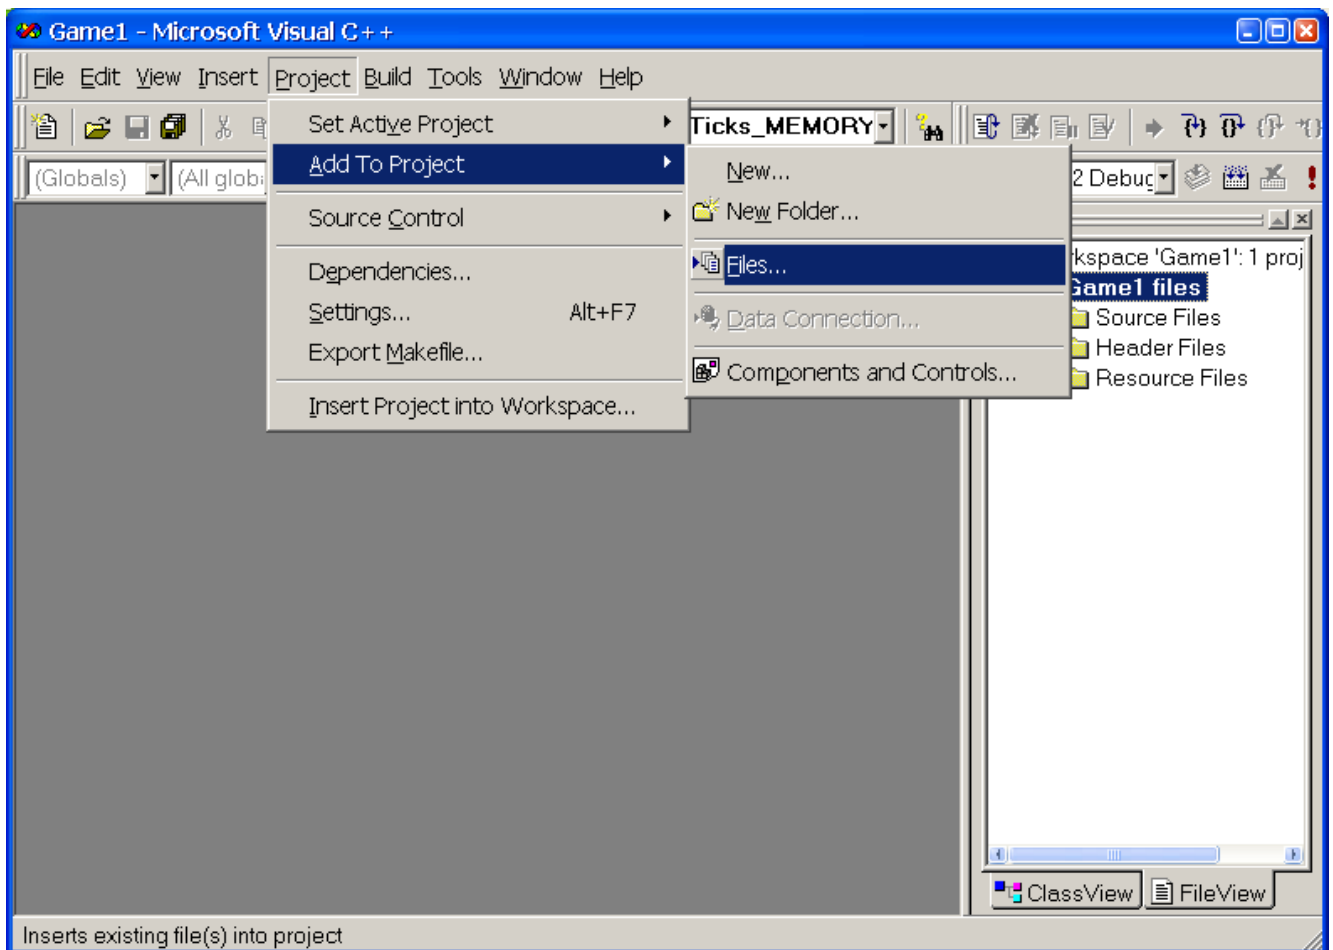 Game1 - Microsoft Visual C++
File Edit View Insert Project Build Tools Window Help
Ticks_MEMORY
(Globals) (All glob
2 Debug
Set Active Project
Add To Project
Source Control
Dependencies...
Settings... Alt+F7
Export Makefile...
Insert Project into Workspace...
New...
New Folder...
Files...
Data Connection...
Components and Controls...
kspace 'Game1': 1 proj
Game1 files
Source Files
Header Files
Resource Files
ClassView FileView
Inserts existing file(s) into project